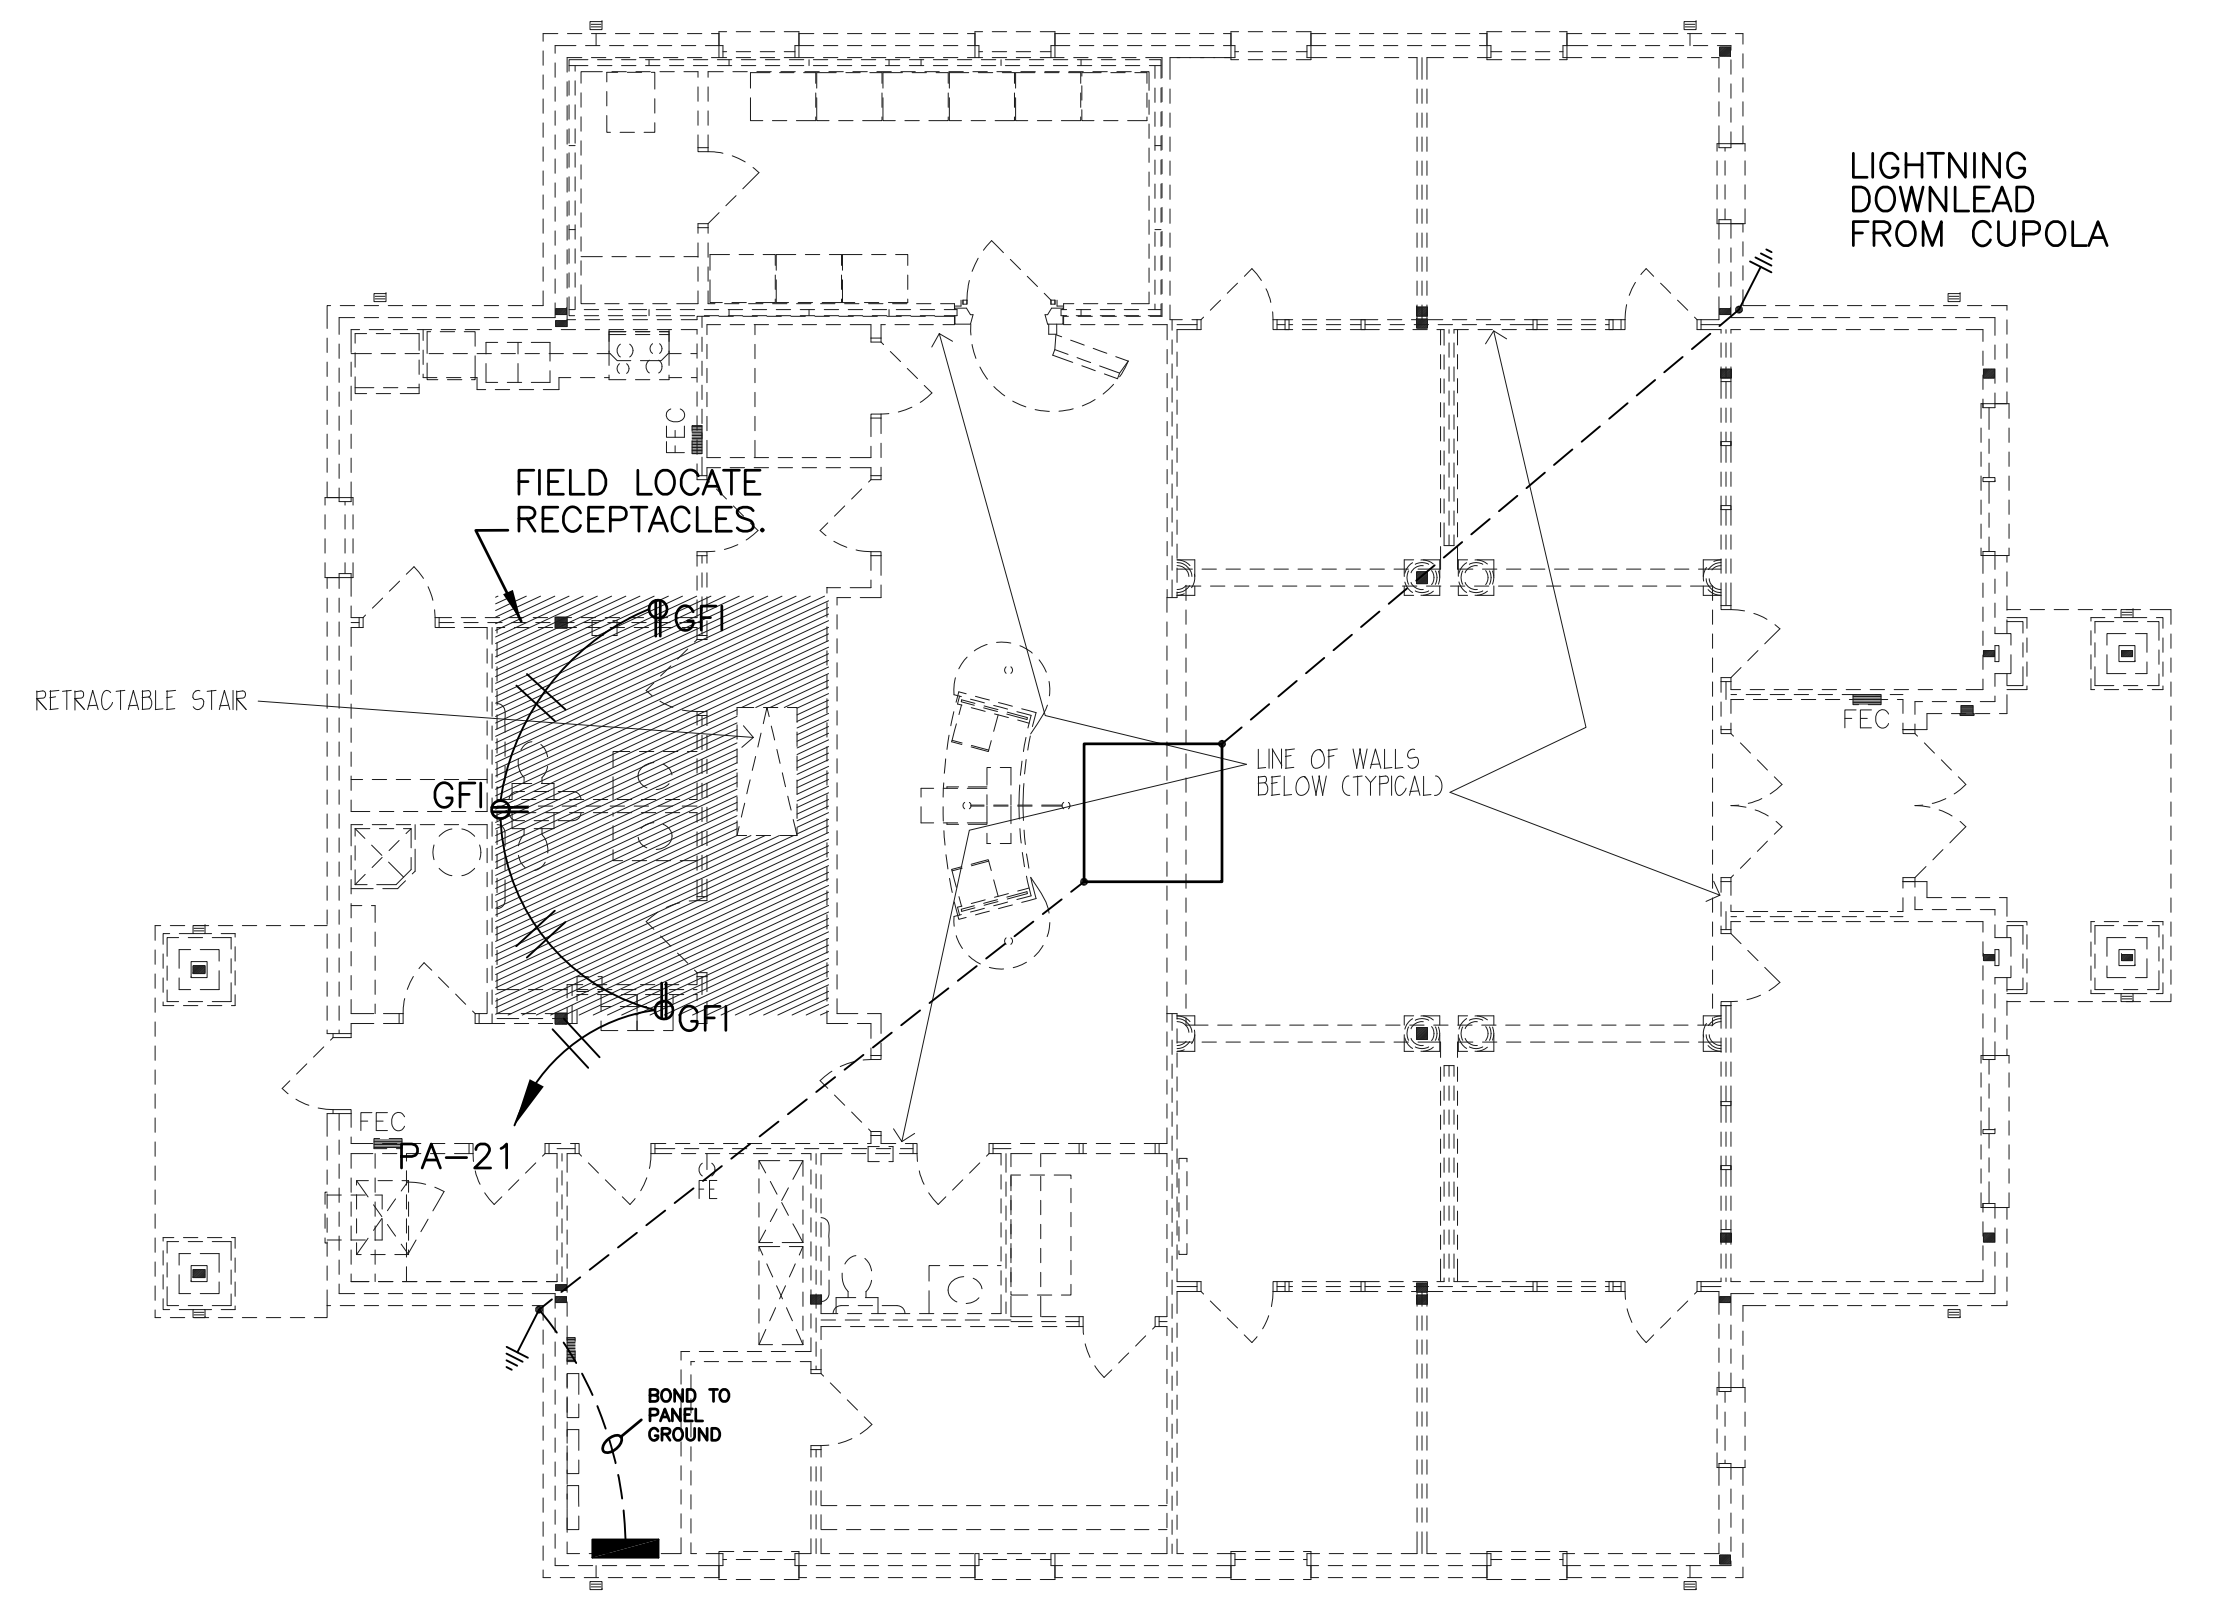 LIGHTNING
DOWNLEAD
FROM CUPOLA
FEC
FIELD LOCATE
RECEPTACLES.
GFI
RETRACTABLE STAIR
FEC
LINE OF WALLS
BELOW (TYPICAL)
GFI
GFI
FEC
PA-21
FE
BOND TO
PANEL
GROUND